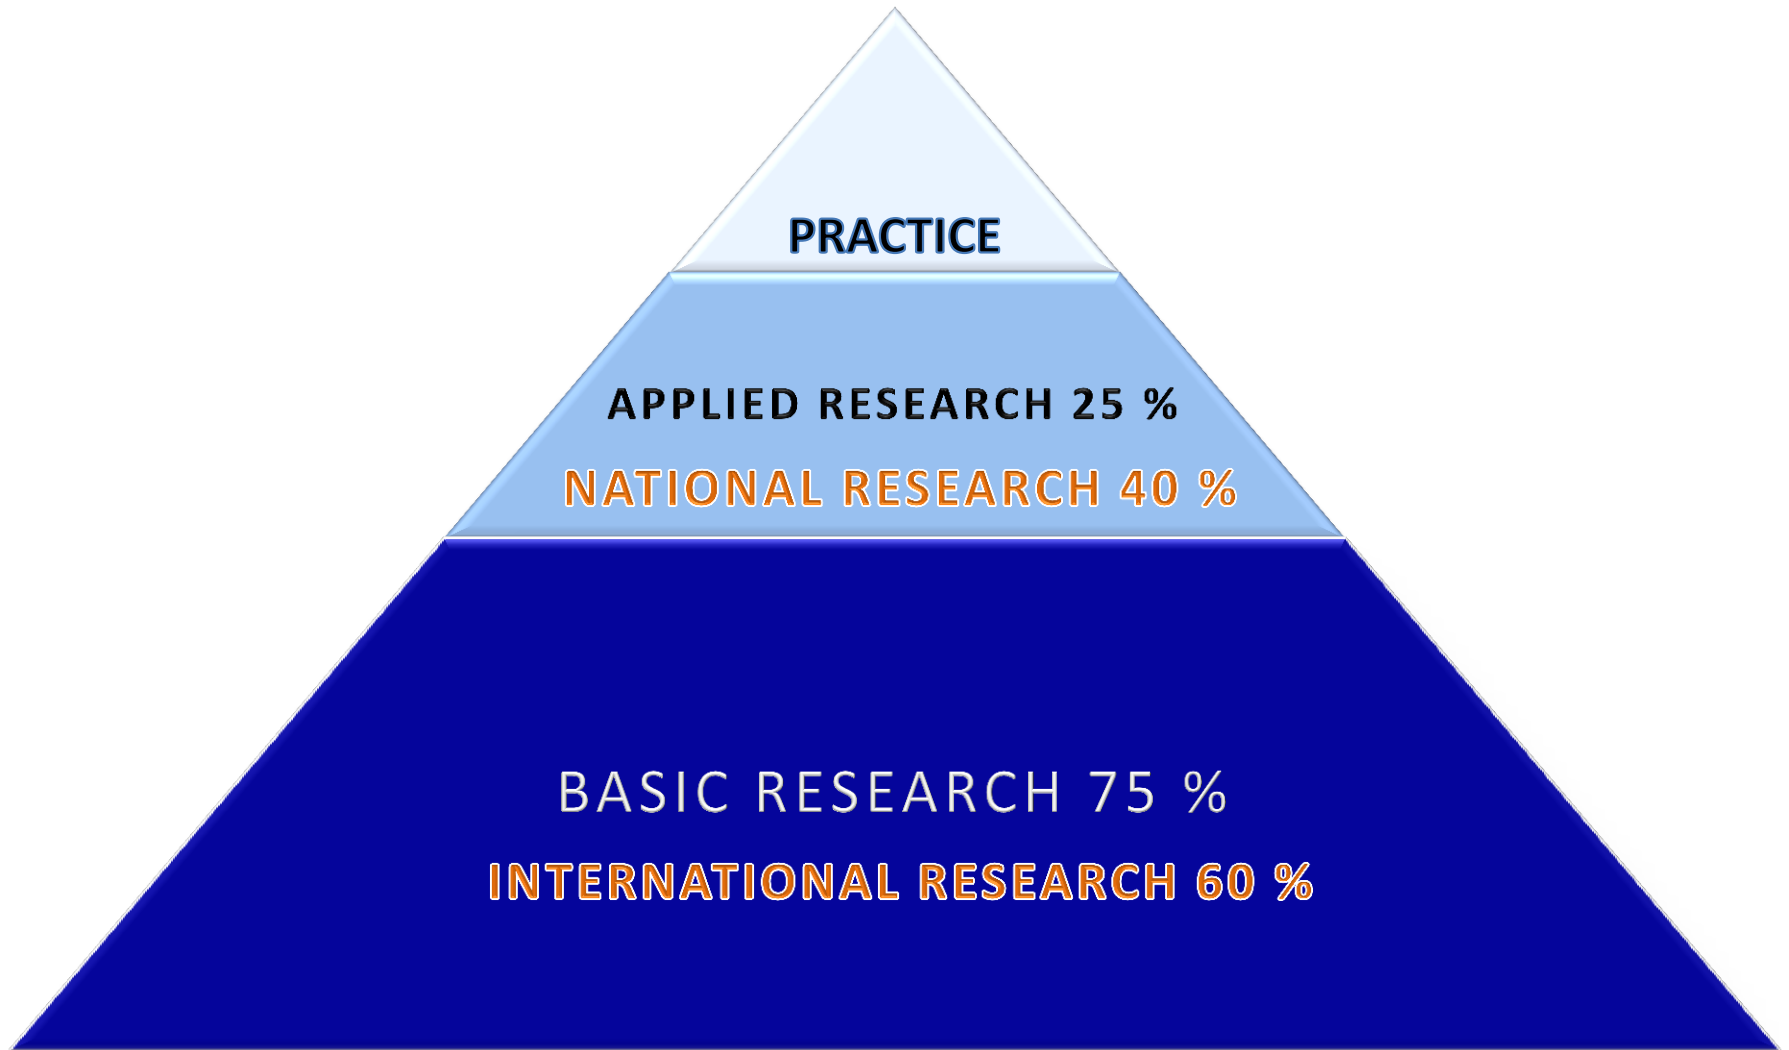 PRACTICE
APPLIED RESEARCH 25 %
NATIONAL RESEARCH 40 %
BASIC RESEARCH 75 %
INTERNATIONAL RESEARCH 60 %